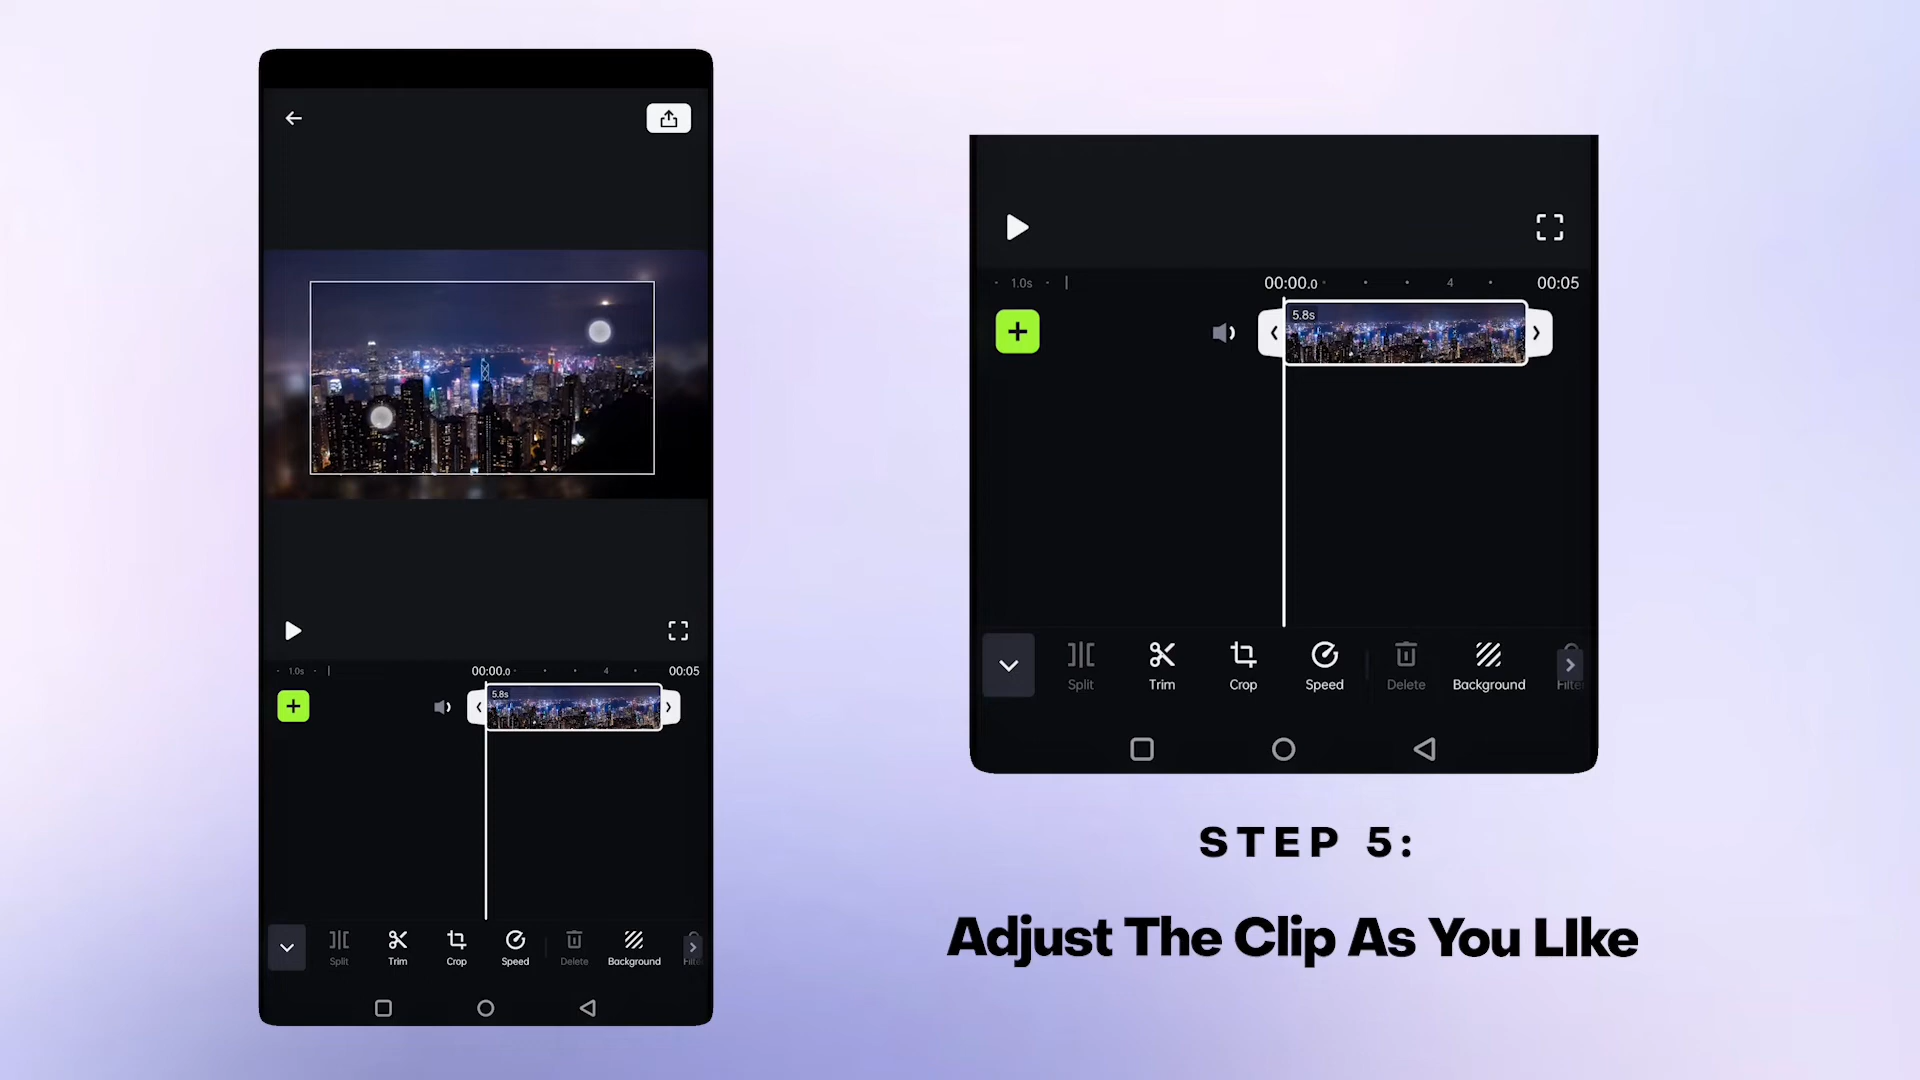 1.0s
00:00.0
4
00:05
5.8s
Split
Trim
Crop
Speed
Delete
Background
1.0s
00:00.0
4
00:05
5.8s
Split
Trim
Crop
Speed
Delete
Background
STEP 5:
Adjust The Clip As You LIke